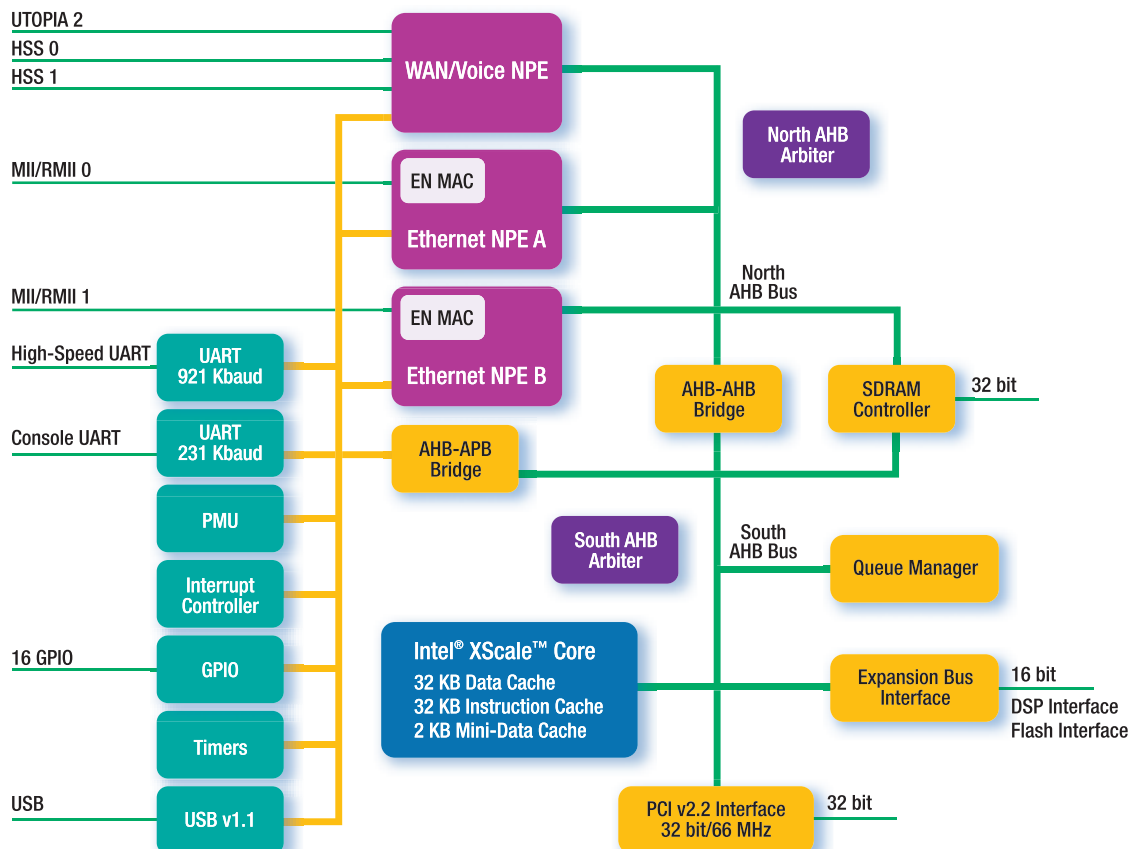 UTOPIA 2
HSS 0
HSS 1
WAN/Voice NPE
North AHB
Arbiter
MII/RMII 0
EN MAC
Ethernet NPE A
North
AHB Bus
MII/RMII 1
EN MAC
Ethernet NPE B
High-Speed UART
UART
921 Kbaud
AHB-AHB
Bridge
SDRAM
Controller
32 bit
Console UART
UART
231 Kbaud
AHB-APB
Bridge
PMU
South AHB
Arbiter
South
AHB Bus
Queue Manager
Interrupt
Controller
Intel® XScale™ Core
32 KB Data Cache
32 KB Instruction Cache
2 KB Mini-Data Cache
16 GPIO
GPIO
Expansion Bus
Interface
16 bit
DSP Interface
Flash Interface
Timers
USB
USB v1.1
PCI v2.2 Interface
32 bit/66 MHz
32 bit